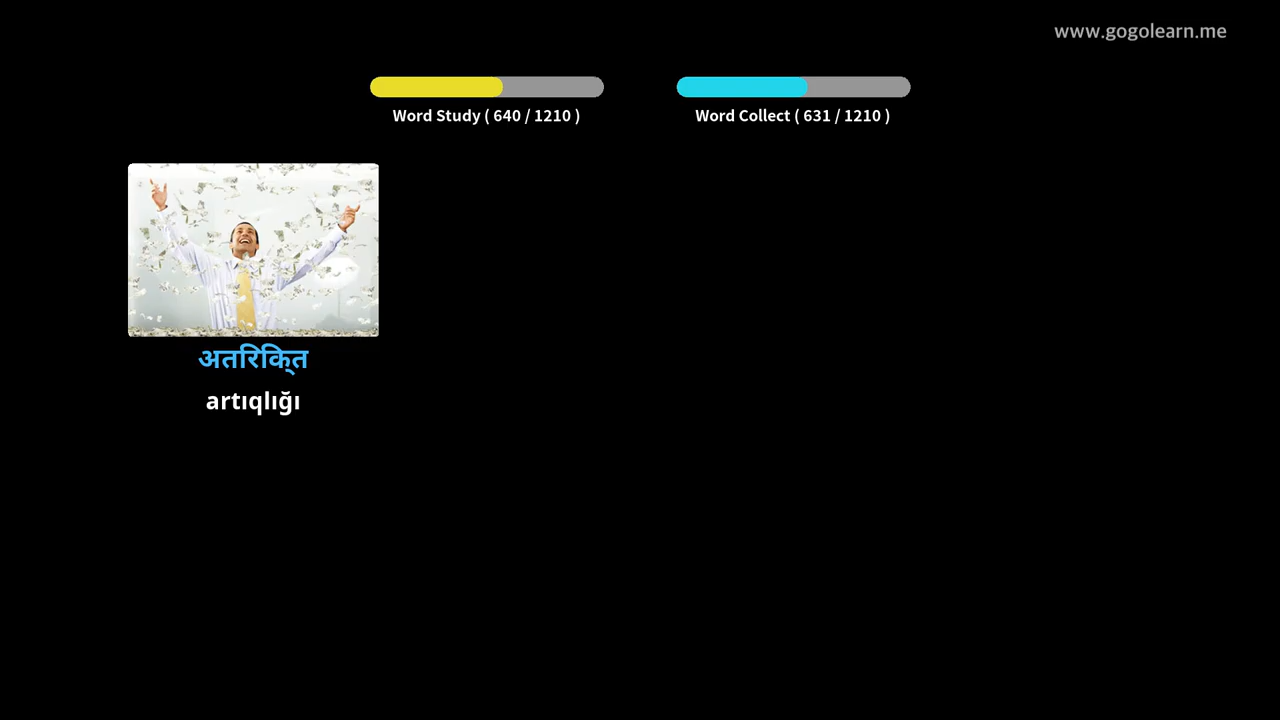 www.gogolearn.me
Word Study ( 640 / 1210 )
Word Collect ( 631 / 1210 )
अतरिकि्त
artıqlığı